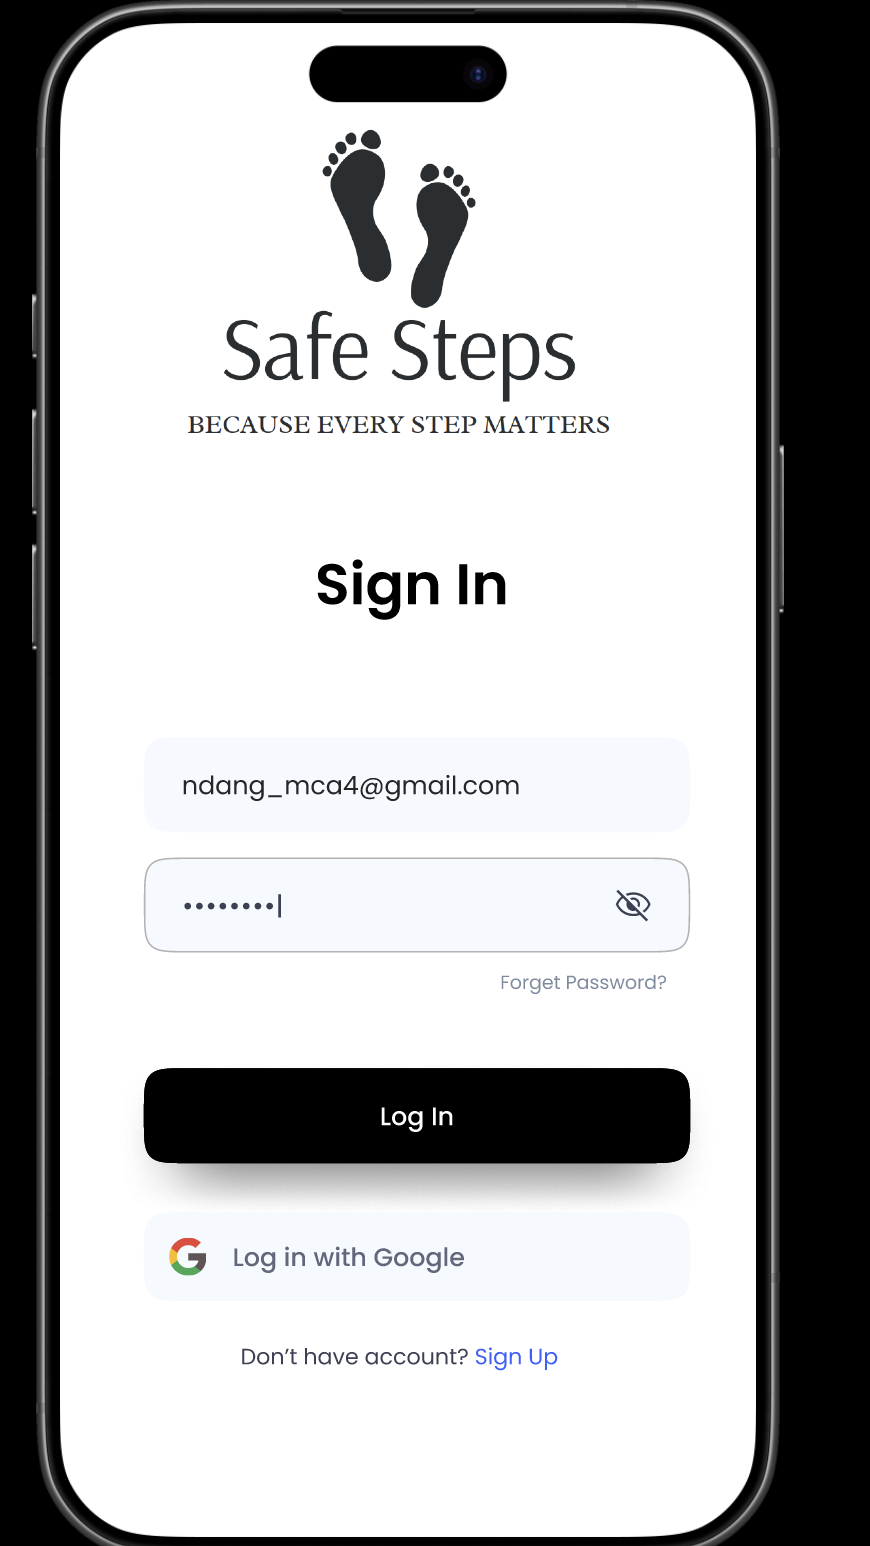 Safe Steps
BECAUSE EVERY STEP MATTERS
Sign In
ndang_mca4@gmail.com
••••••••|
Forget Password?
Log In
Log in with Google
Don’t have account? Sign Up